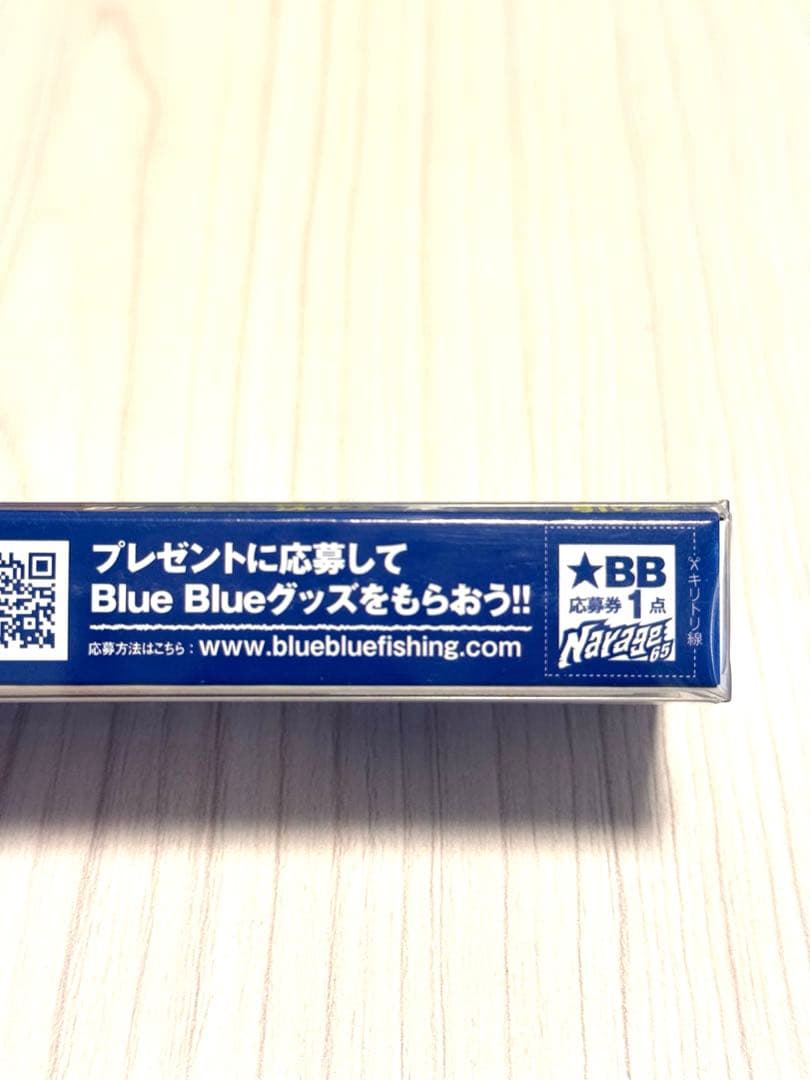 プレゼントに応募して
Blue Blueグッズをもらおう!!
応募方法はこちら：www.bluebluefishing.com
★BB
応募券1点
Narage
65
キリトリ線